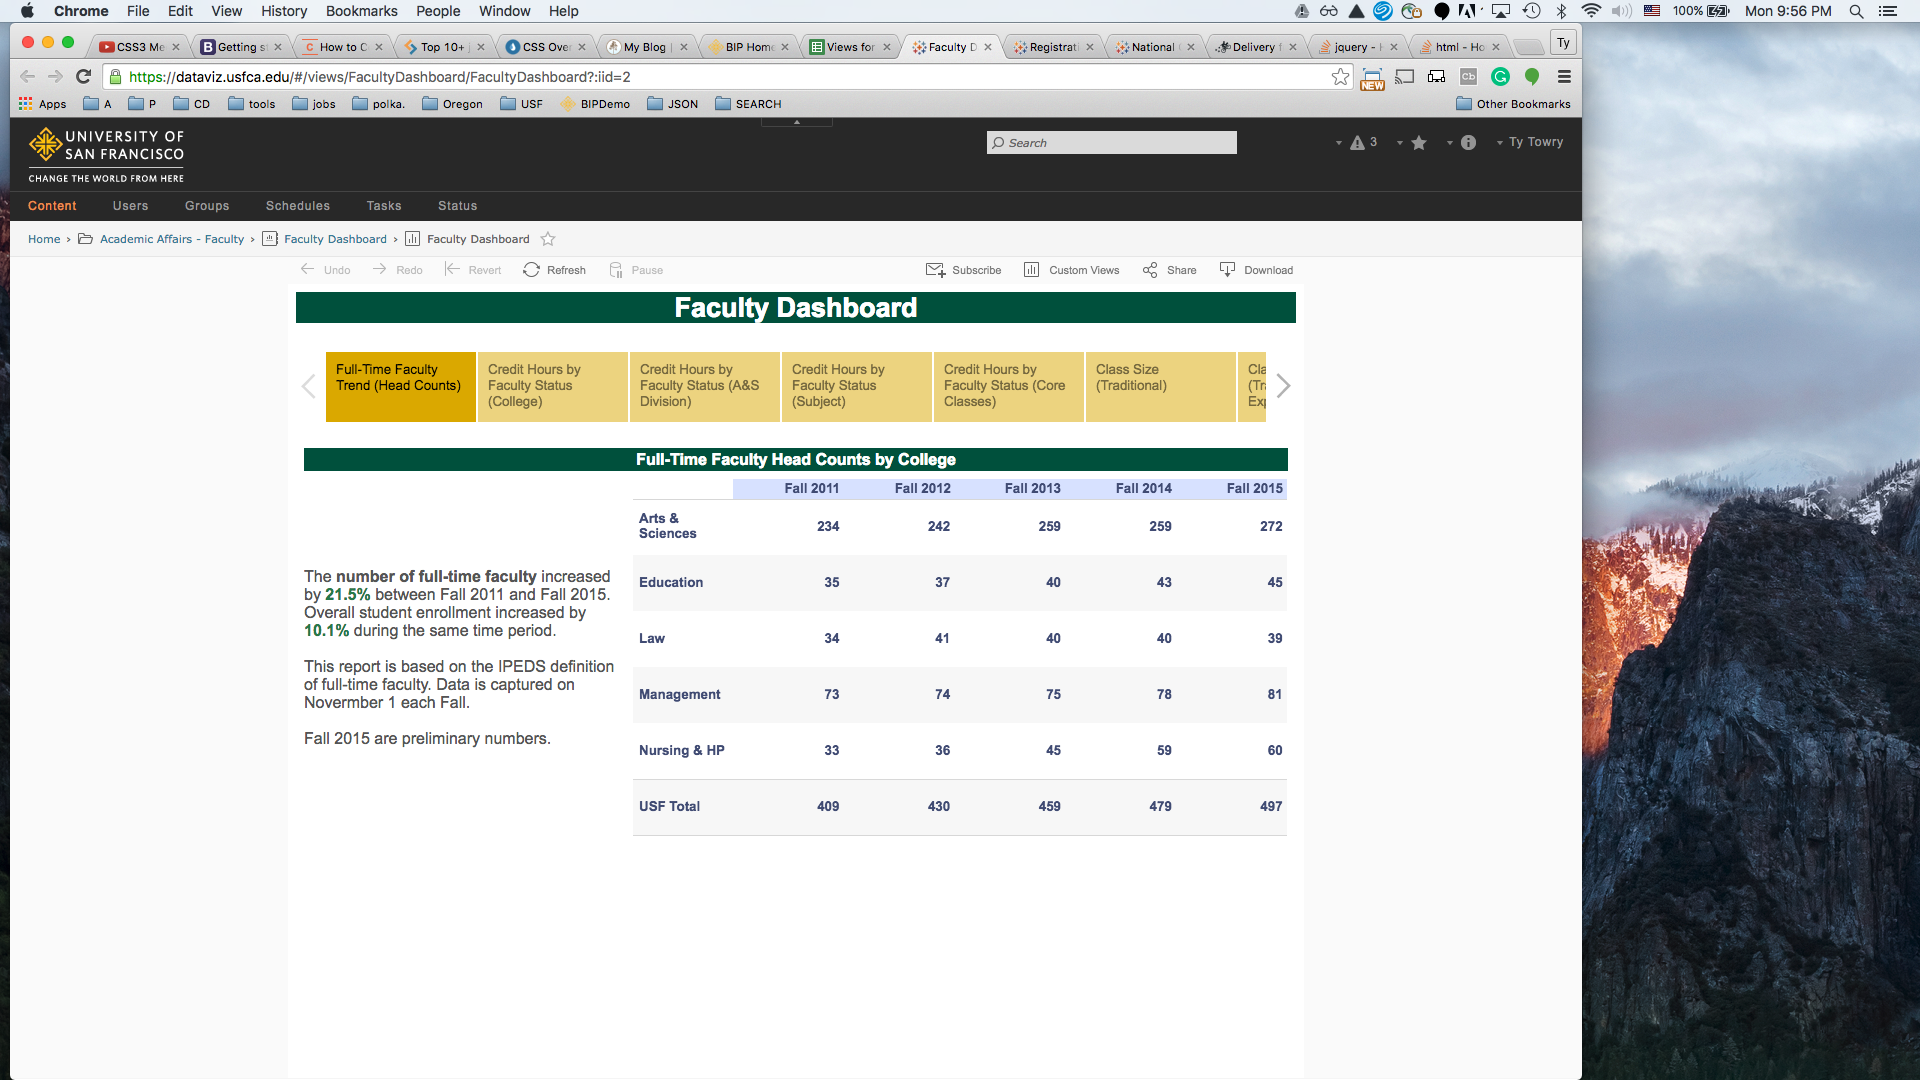 Chrome File Edit View History Bookmarks People Window Help 100% Mon 9:56 PM
CSS3 Me Getting s How to C Top 10+ CSS Over My Blog BIP Home Views for Faculty D Registrat National Delivery jquery - html - Ho Ty
https://dataviz.usfca.edu/#/views/FacultyDashboard/FacultyDashboard?:iid=2 NEW Cb
Apps A P CD tools jobs polka. Oregon USF BIPDemo JSON SEARCH Other Bookmarks
UNIVERSITY OF
SAN FRANCISCO
CHANGE THE WORLD FROM HERE
Search 3 Ty Towry
Content Users Groups Schedules Tasks Status
Home › Academic Affairs - Faculty › Faculty Dashboard › Faculty Dashboard
Undo Redo Revert Refresh Pause Subscribe Custom Views Share Download
Faculty Dashboard
Full-Time Faculty
Trend (Head Counts)
Credit Hours by
Faculty Status
(College)
Credit Hours by
Faculty Status (A&S
Division)
Credit Hours by
Faculty Status
(Subject)
Credit Hours by
Faculty Status (Core
Classes)
Class Size
(Traditional)
Cla
(Tra
Exp
Full-Time Faculty Head Counts by College
The number of full-time faculty increased
by 21.5% between Fall 2011 and Fall 2015.
Overall student enrollment increased by
10.1% during the same time period.
This report is based on the IPEDS definition
of full-time faculty. Data is captured on
Novermber 1 each Fall.
Fall 2015 are preliminary numbers.
Fall 2011 Fall 2012 Fall 2013 Fall 2014 Fall 2015
Arts &
Sciences 234 242 259 259 272
Education 35 37 40 43 45
Law 34 41 40 40 39
Management 73 74 75 78 81
Nursing & HP 33 36 45 59 60
USF Total 409 430 459 479 497